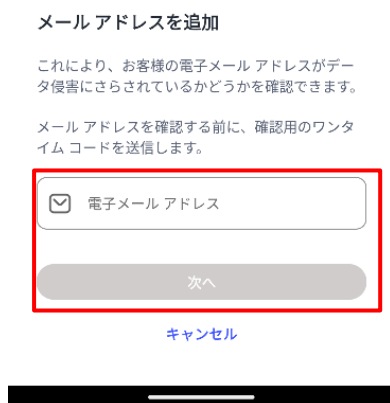 メール アドレスを追加
これにより、お客様の電子メール アドレスがデー
タ侵害にさらされているかどうかを確認できます。
メール アドレスを確認する前に、確認用のワンタ
イム コードを送信します。
電子メール アドレス
次へ
キャンセル